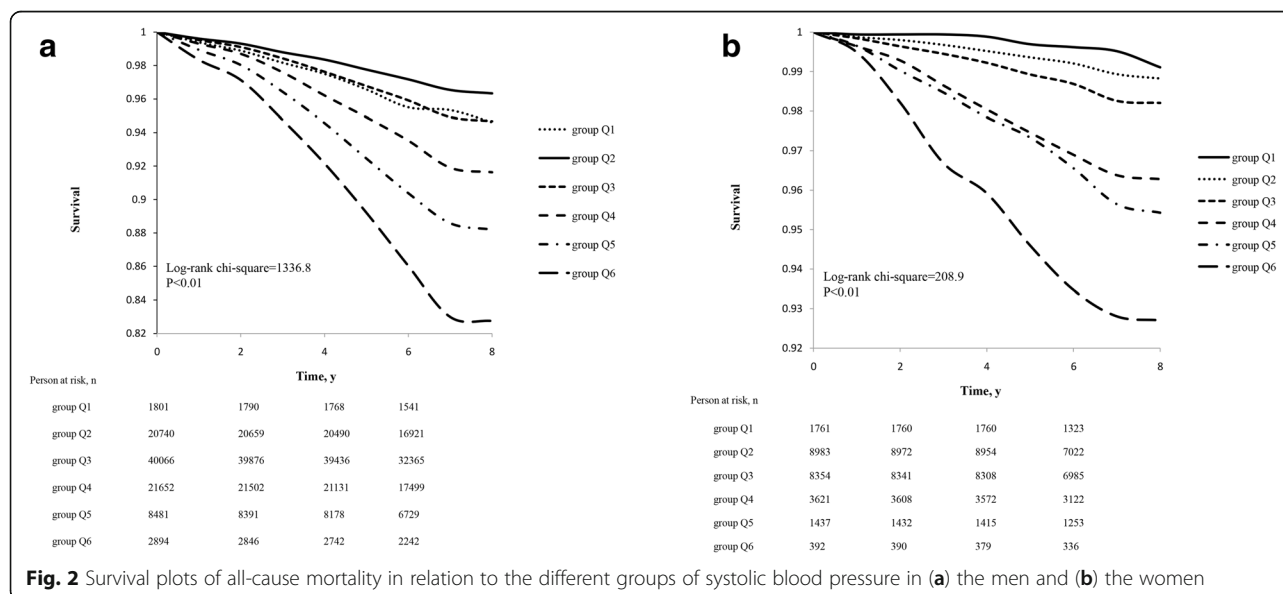 a
1
0.98
0.96
0.94
0.92
0.9
0.88
0.86
0.84
0.82
Survival
Log-rank chi-square=1336.8
P<0.01
0 2 4 6 8
Time, y
group Q1
group Q2
group Q3
group Q4
group Q5
group Q6
Person at risk, n
group Q1 1801 1790 1768 1541
group Q2 20740 20659 20490 16921
group Q3 40066 39876 39436 32365
group Q4 21652 21502 21131 17499
group Q5 8481 8391 8178 6729
group Q6 2894 2846 2742 2242
b
1
0.99
0.98
0.97
0.96
0.95
0.94
0.93
0.92
Survival
Log-rank chi-square=208.9
P<0.01
0 2 4 6 8
Time, y
group Q1
group Q2
group Q3
group Q4
group Q5
group Q6
Person at risk, n
group Q1 1761 1760 1760 1323
group Q2 8983 8972 8954 7022
group Q3 8354 8341 8308 6985
group Q4 3621 3608 3572 3122
group Q5 1437 1432 1415 1253
group Q6 392 390 379 336
Fig. 2 Survival plots of all-cause mortality in relation to the different groups of systolic blood pressure in (a) the men and (b) the women